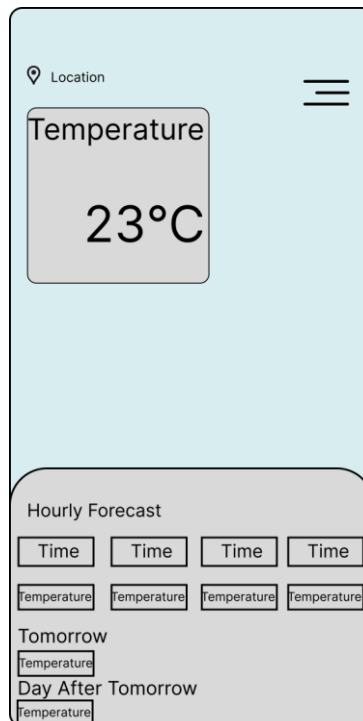 Location
Temperature
23°C
Hourly Forecast
Time Time Time Time
Temperature Temperature Temperature Temperature
Tomorrow
Temperature
Day After Tomorrow
Temperature